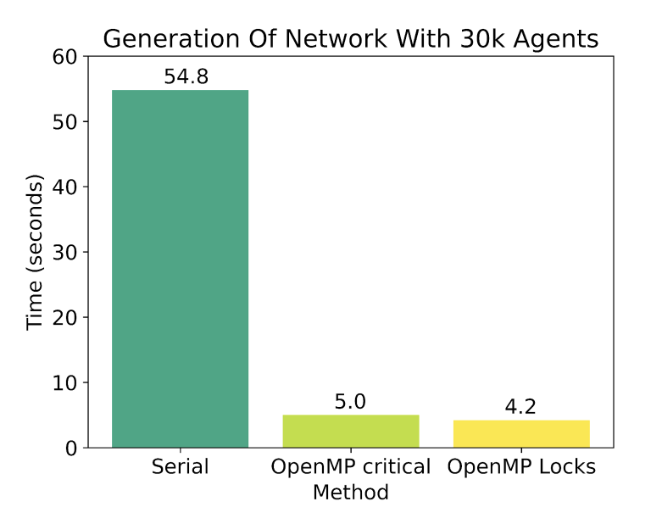 Generation Of Network With 30k Agents
60
50
40
30
20
10
0
Time (seconds)
54.8
5.0
4.2
Serial
OpenMP critical
OpenMP Locks
Method